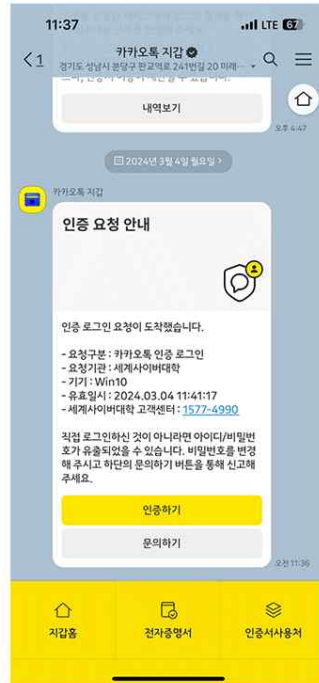 11:37
LTE 67
1
카카오톡 지갑
경기도 성남시 분당구 판교역로 241번길 20 미래…
내역보기
오후 4:47
2024년 3월 4일 월요일
카카오톡 지갑
인증 요청 안내
인증 로그인 요청이 도착했습니다.
- 요청구분 : 카카오톡 인증 로그인
- 요청기관 : 세계사이버대학
- 기기 : Win10
- 유효일시 : 2024.03.04 11:41:17
- 세계사이버대학 고객센터 : 1577-4990
직접 로그인하신 것이 아니라면 아이디/비밀번
호가 유출되었을 수 있습니다. 비밀번호를 변경
해 주시고 하단의 문의하기 버튼을 통해 신고해
주세요.
인증하기
문의하기
오전 11:36
지갑홈
전자증명서
인증서사용처